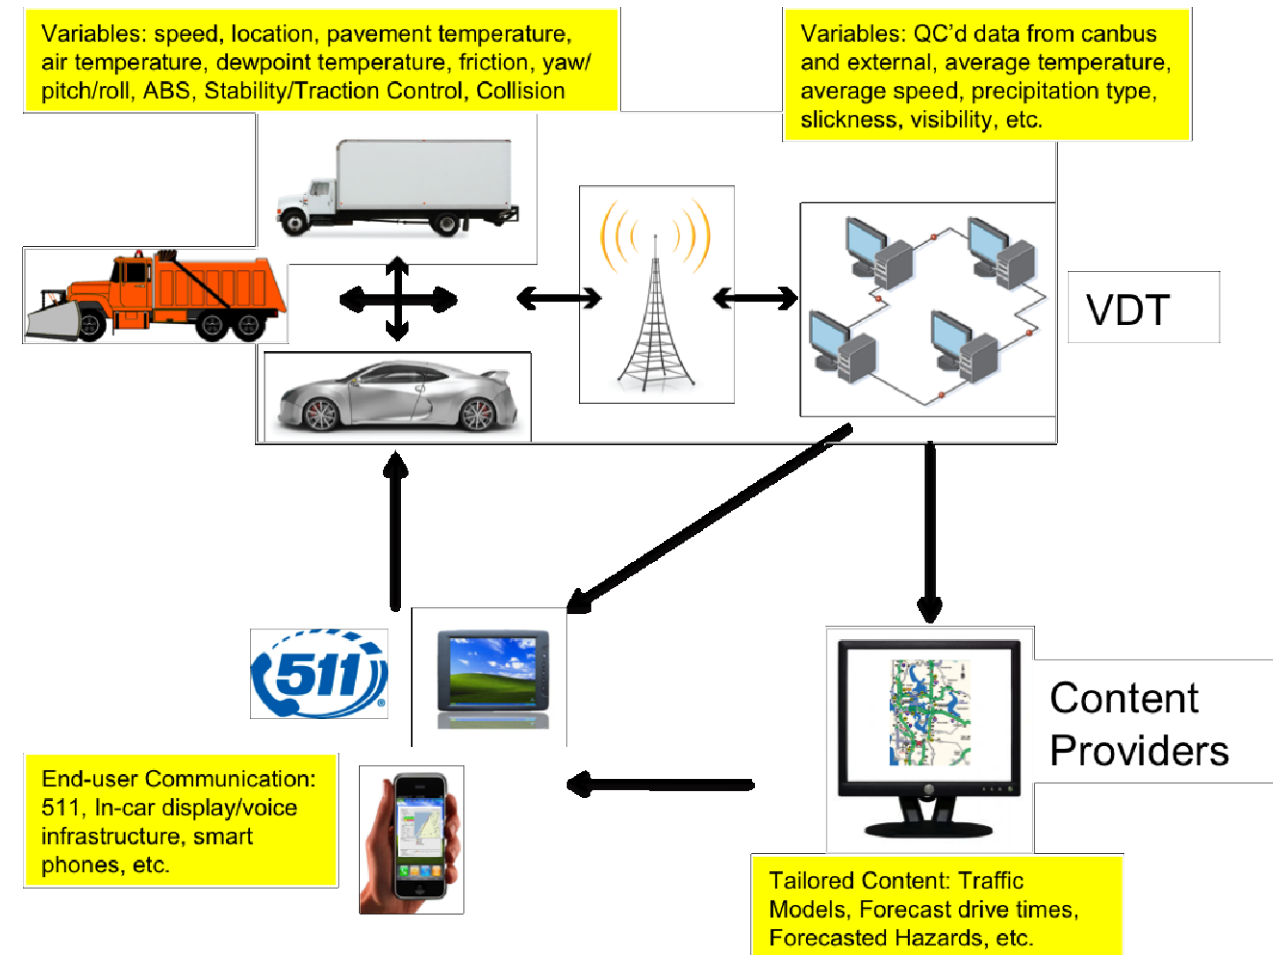 Variables: speed, location, pavement temperature,
air temperature, dewpoint temperature, friction, yaw/
pitch/roll, ABS, Stability/Traction Control, Collision
Variables: QC'd data from canbus
and external, average temperature,
average speed, precipitation type,
slickness, visibility, etc.
VDT
511
®
Content
Providers
End-user Communication:
511, In-car display/voice
infrastructure, smart
phones, etc.
Tailored Content: Traffic
Models, Forecast drive times,
Forecasted Hazards, etc.